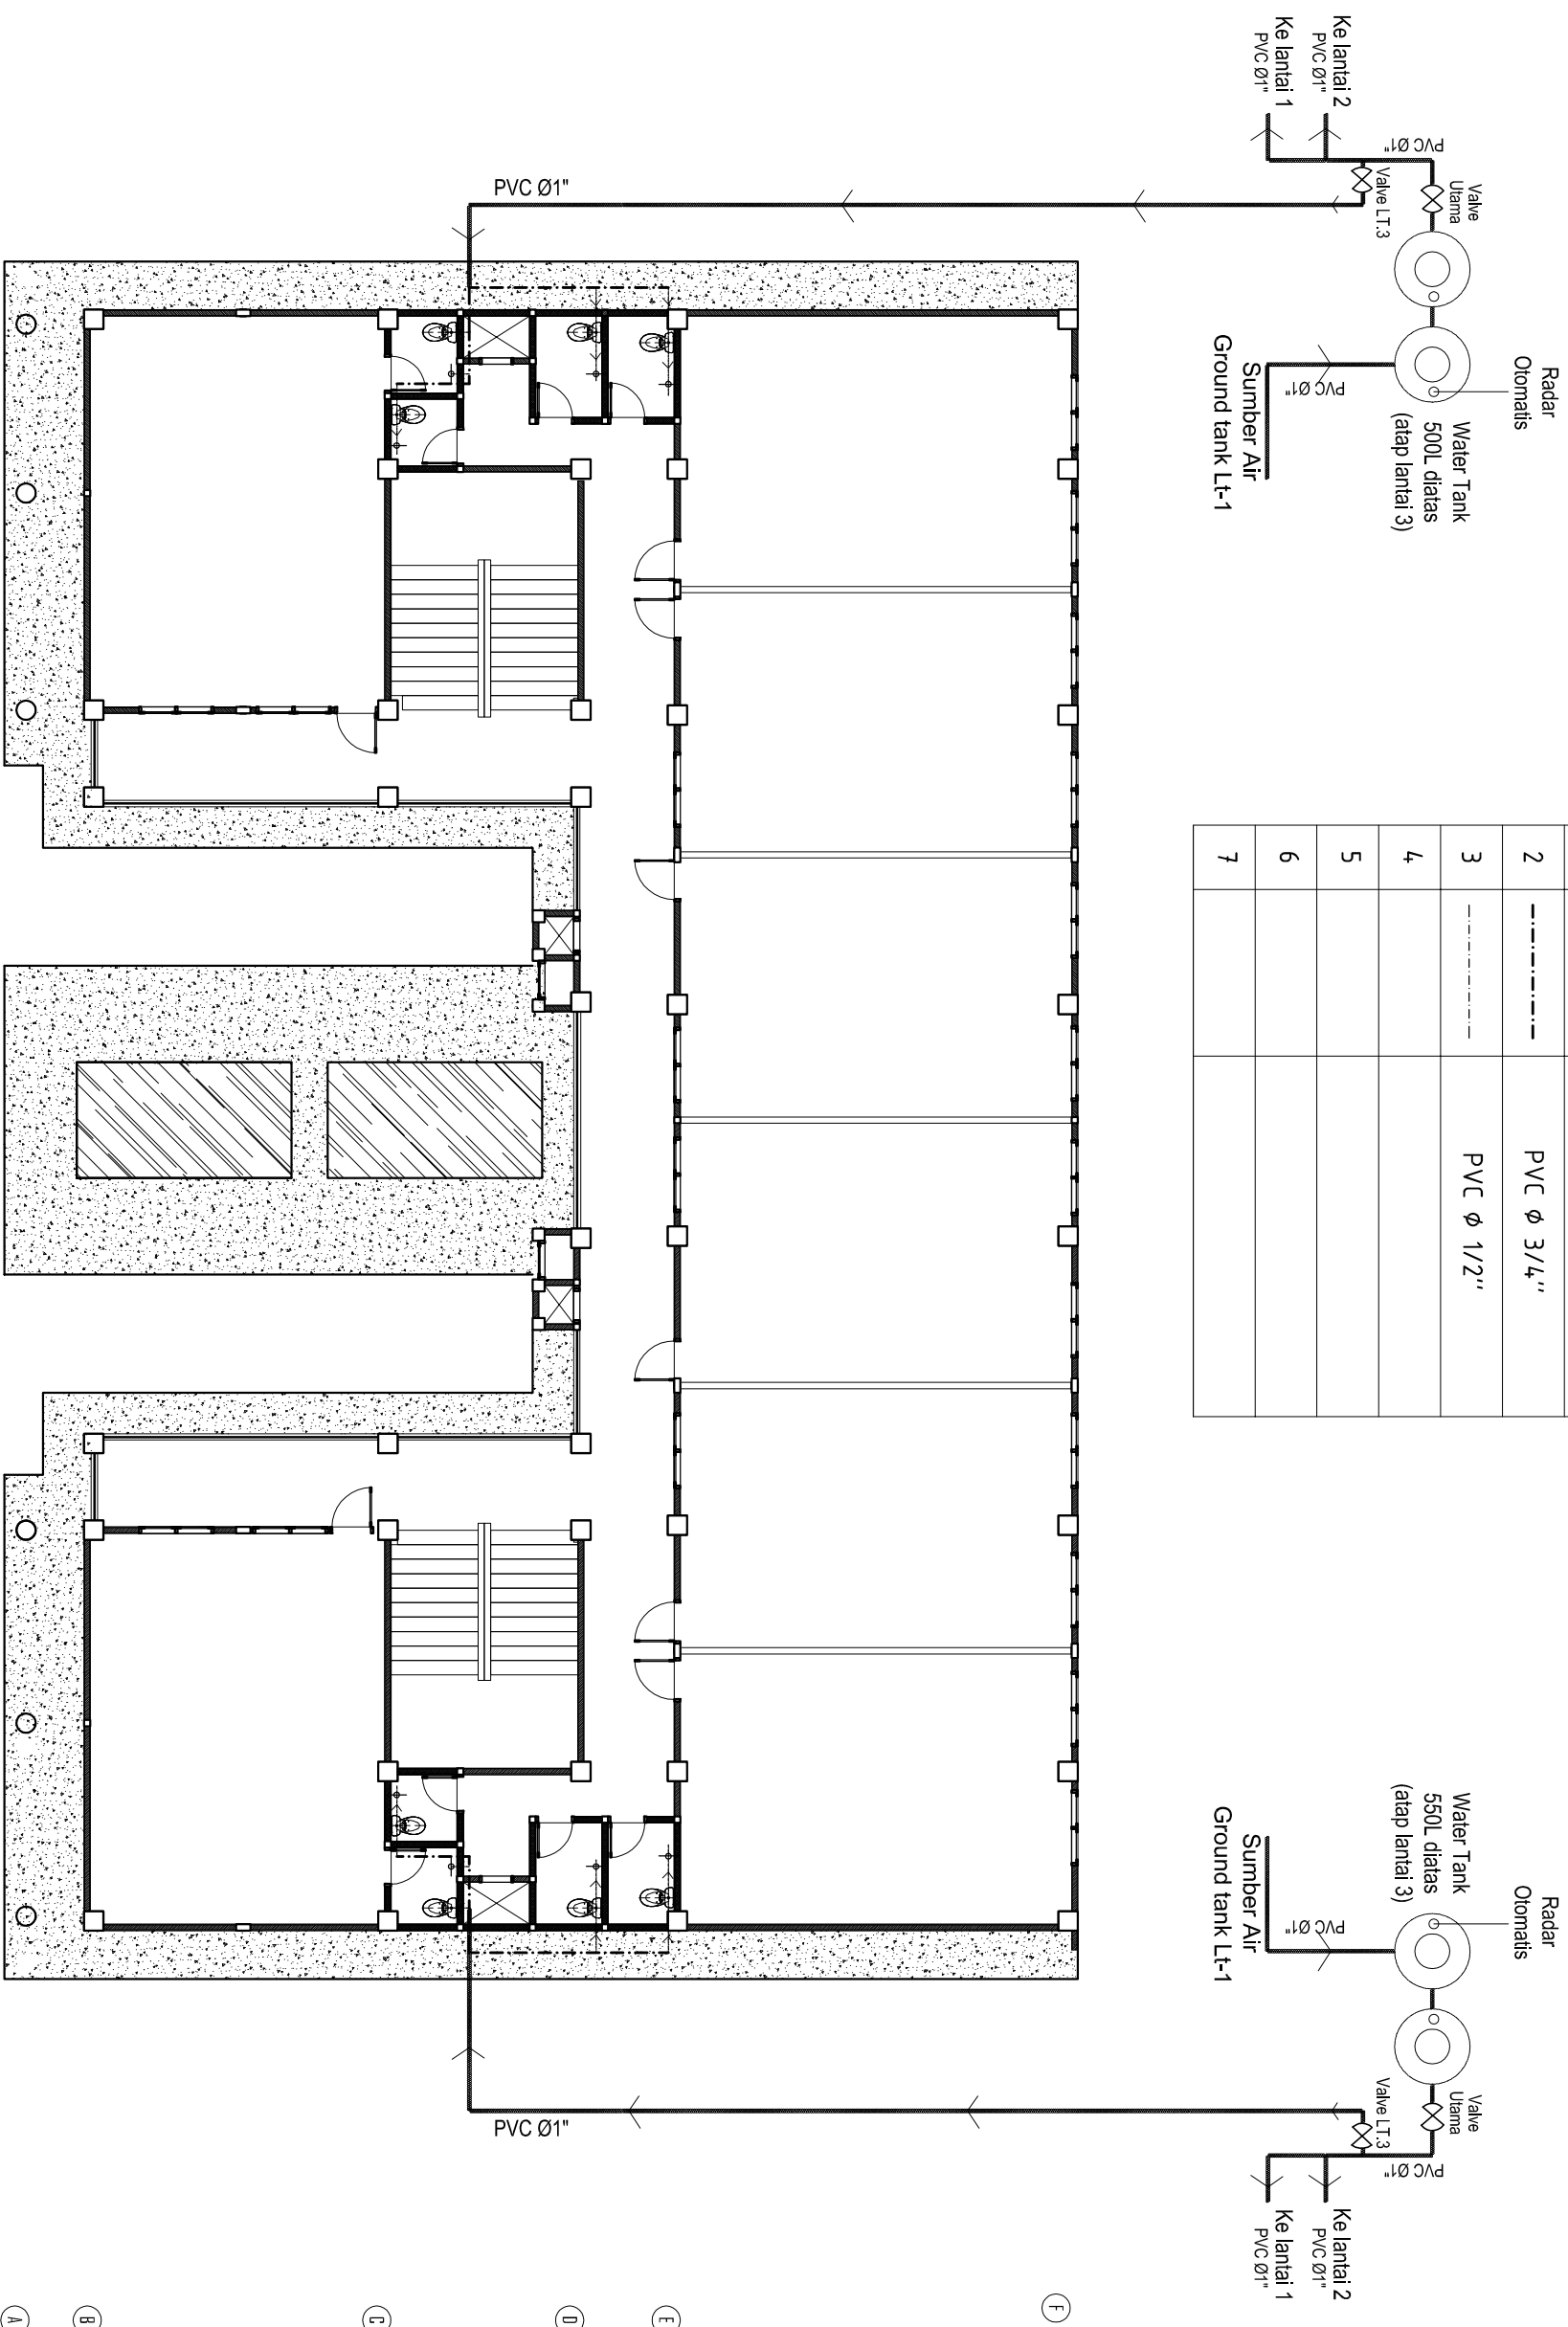 Radar
Otomatis
Water Tank
500L diatas
(atap lantai 3)
Valve
Utama
PVC Ø1"
Valve LT.3
Ke lantai 2
PVC Ø1"
Ke lantai 1
PVC Ø1"
PVC Ø1"
Sumber Air
Ground tank Lt-1
PVC Ø1"
2 PVC Ø 3/4''
3 PVC Ø 1/2''
4
5
6
7
Radar
Otomatis
Water Tank
550L diatas
(atap lantai 3)
PVC Ø1"
Sumber Air
Ground tank Lt-1
Valve
Utama
Valve LT.3
PVC Ø1"
Ke lantai 2
PVC Ø1"
Ke lantai 1
PVC Ø1"
PVC Ø1"
F
E
D
C
B
A